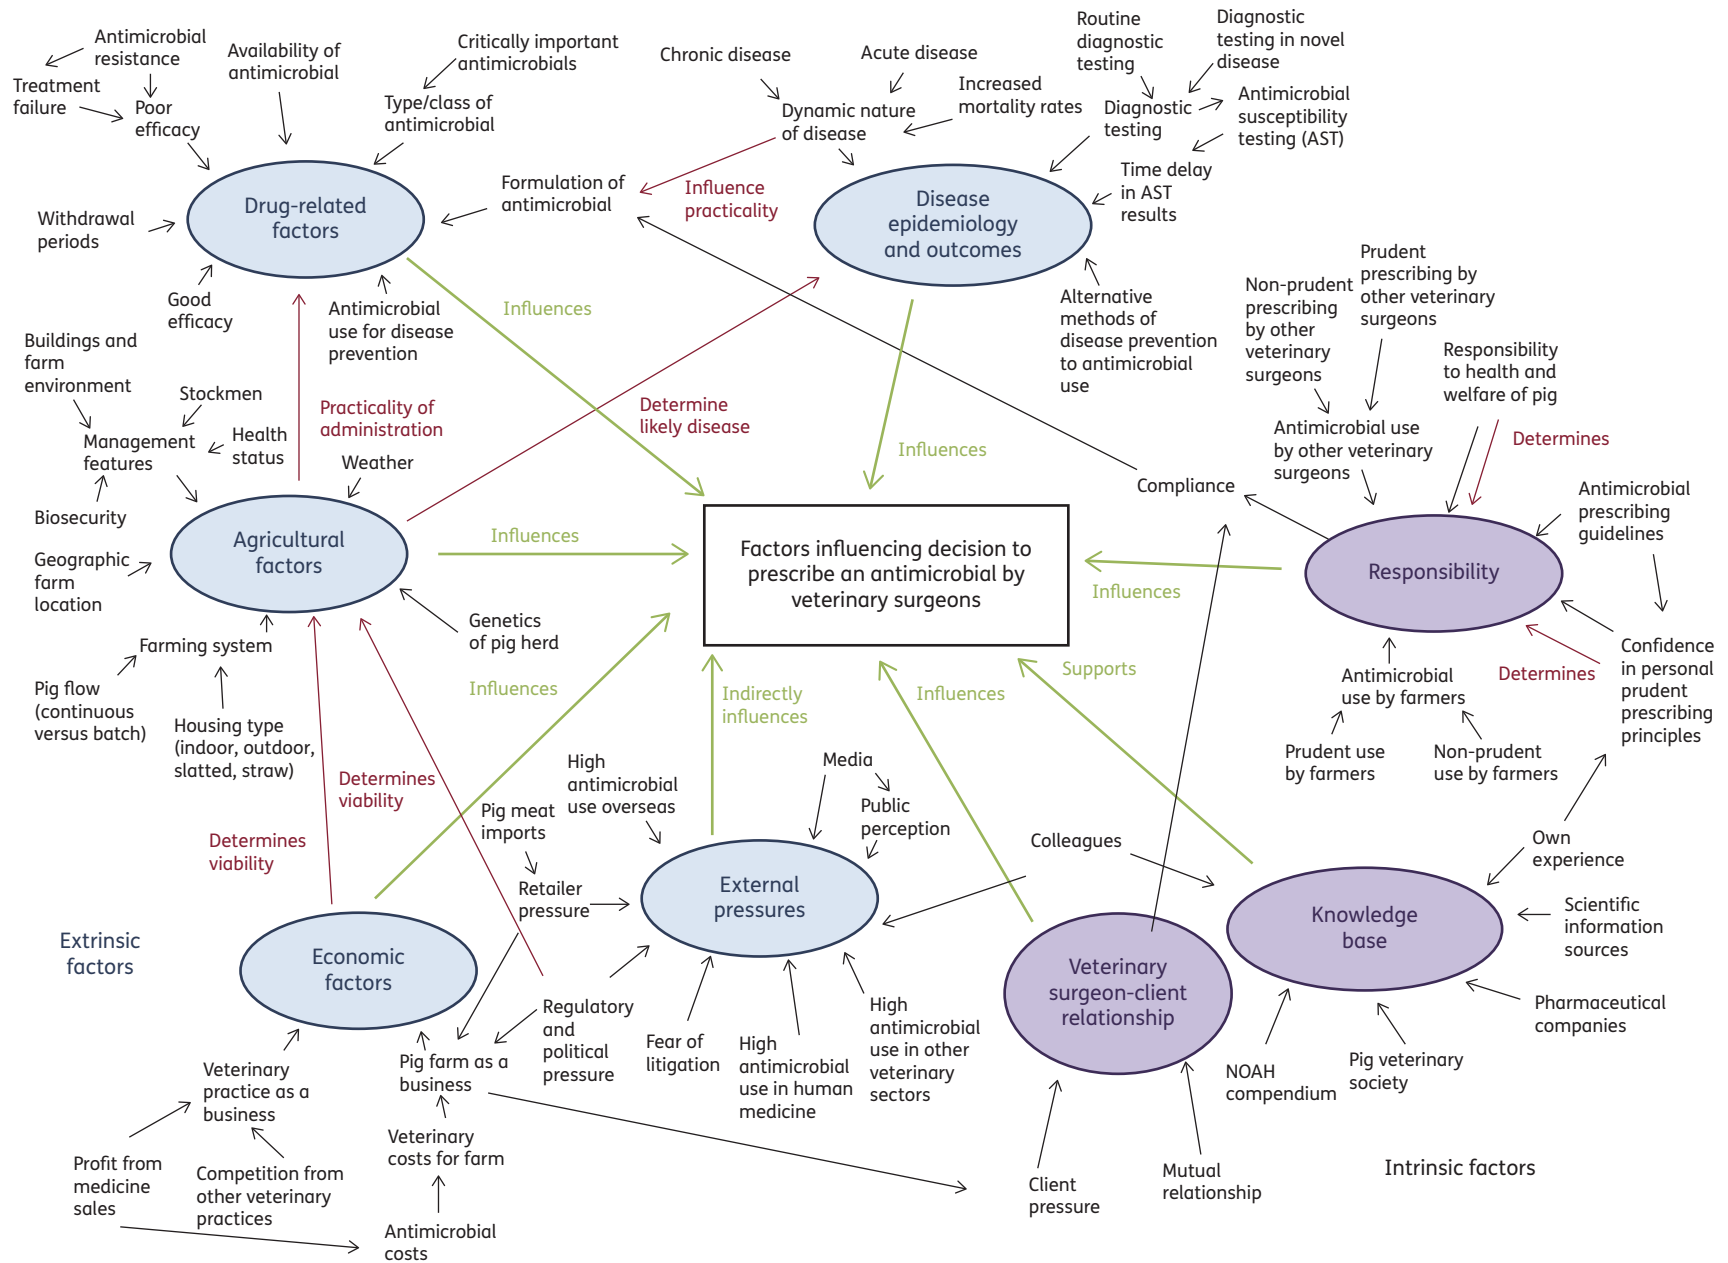 Antimicrobial
resistance
Treatment
failure
Poor
efficacy
Availability of
antimicrobial
Critically important
antimicrobials
Type/class of
antimicrobial
Formulation of
antimicrobial
Withdrawal
periods
Good
efficacy
Antimicrobial
use for disease
prevention
Drug-related
factors
Chronic disease
Acute disease
Increased
mortality rates
Dynamic nature
of disease
Influence
practicality
Routine
diagnostic
testing
Diagnostic
testing in novel
disease
Diagnostic
testing
Antimicrobial
susceptibility
testing (AST)
Time delay
in AST
results
Disease
epidemiology
and outcomes
Alternative
methods of
disease prevention
to antimicrobial
use
Influences
Influences
Determine
likely disease
Practicality of
administration
Buildings and
farm
environment
Stockmen
Management
features
Health
status
Weather
Biosecurity
Geographic
farm
location
Agricultural
factors
Influences
Genetics
of pig herd
Farming system
Pig flow
(continuous
versus batch)
Housing type
(indoor, outdoor,
slatted, straw)
Factors influencing decision to
prescribe an antimicrobial by
veterinary surgeons
Non-prudent
prescribing
by other
veterinary
surgeons
Prudent
prescribing by
other veterinary
surgeons
Responsibility
to health and
welfare of pig
Antimicrobial use
by other veterinary
surgeons
Determines
Compliance
Antimicrobial
prescribing
guidelines
Responsibility
Influences
Confidence
in personal
prudent
prescribing
principles
Determines
Antimicrobial
use by farmers
Prudent use
by farmers
Non-prudent
use by farmers
Influences
Indirectly
influences
Influences
Supports
Determines
viability
Determines
viability
High
antimicrobial
use overseas
Pig meat
imports
Retailer
pressure
Media
Public
perception
Colleagues
Own
experience
External
pressures
Knowledge
base
Scientific
information
sources
Pharmaceutical
companies
Pig veterinary
society
NOAH
compendium
Extrinsic
factors
Economic
factors
Veterinary
surgeon-client
relationship
Regulatory
and
political
pressure
Fear of
litigation
High
antimicrobial
use in human
medicine
High
antimicrobial
use in other
veterinary
sectors
Pig farm as a
business
Veterinary
practice as a
business
Veterinary
costs for farm
Profit from
medicine
sales
Competition from
other veterinary
practices
Antimicrobial
costs
Client
pressure
Mutual
relationship
Intrinsic factors